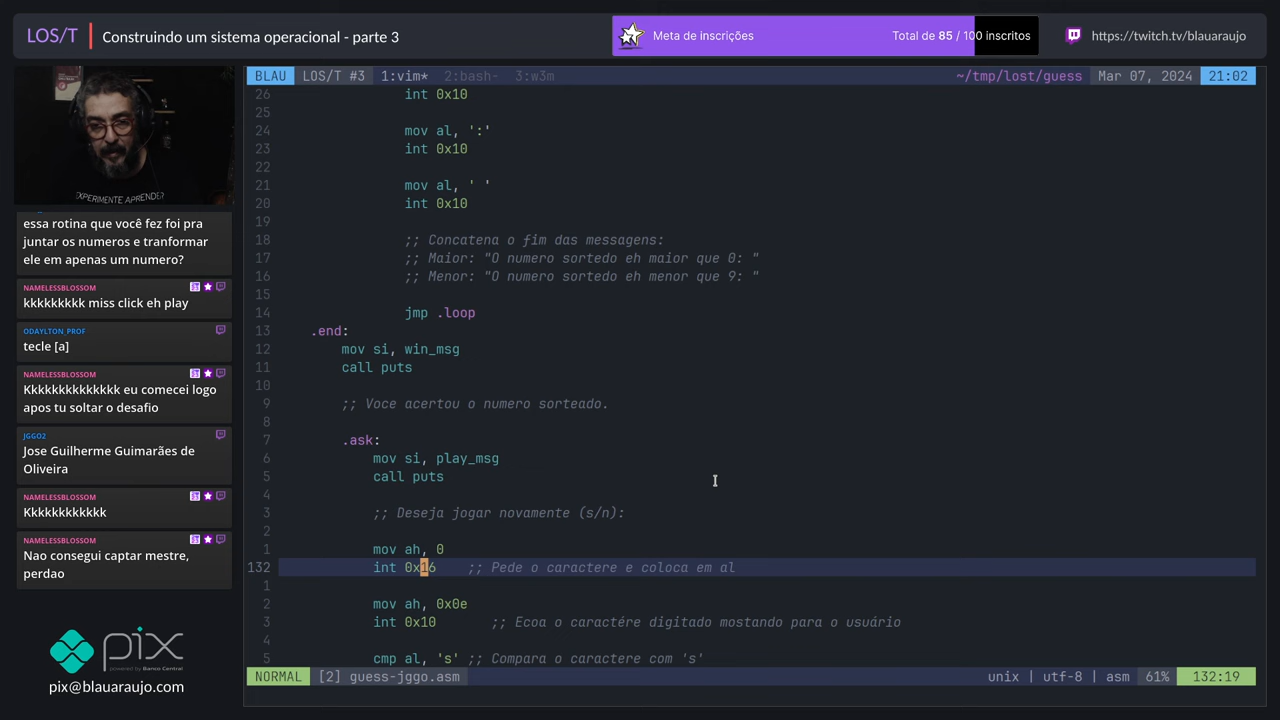 LOS/T
Construindo um sistema operacional - parte 3
Meta de inscrições
Total de 85 / 100 inscritos
https://twitch.tv/blauaraujo
BLAU LOS/T #3 1:vim* 2:bash- 3:w3m ~/tmp/lost/guess Mar 07, 2024 21:02
EXPERIMENTE APRENDE?
essa rotina que você fez foi pra
juntar os numeros e tranformar
ele em apenas um numero?
NAMELESSBLOSSOM
kkkkkkkkk miss click eh play
ODAYLTON_PROF
tecle [a]
NAMELESSBLOSSOM
Kkkkkkkkkkkkk eu comecei logo
apos tu soltar o desafio
JGGO2
Jose Guilherme Guimarães de
Oliveira
NAMELESSBLOSSOM
Kkkkkkkkkkk
NAMELESSBLOSSOM
Nao consegui captar mestre,
perdao
pix
powered by Banco Central
pix@blauaraujo.com
26 int 0x10
25
24 mov al, ':'
23 int 0x10
22
21 mov al, ' '
20 int 0x10
19
18 ;; Concatena o fim das messagens:
17 ;; Maior: "O numero sortedo eh maior que 0: "
16 ;; Menor: "O numero sortedo eh menor que 9: "
15
14 jmp .loop
13 .end:
12 mov si, win_msg
11 call puts
10
9 ;; Voce acertou o numero sorteado.
8
7 .ask:
6 mov si, play_msg
5 call puts
4
3 ;; Deseja jogar novamente (s/n):
2
1 mov ah, 0
132 int 0x16 ;; Pede o caractere e coloca em al
1
2 mov ah, 0x0e
3 int 0x10 ;; Ecoa o caractére digitado mostando para o usuário
4
5 cmp al, 's' ;; Compara o caractere com 's'
NORMAL [2] guess-jggo.asm unix | utf-8 | asm 61% 132:19